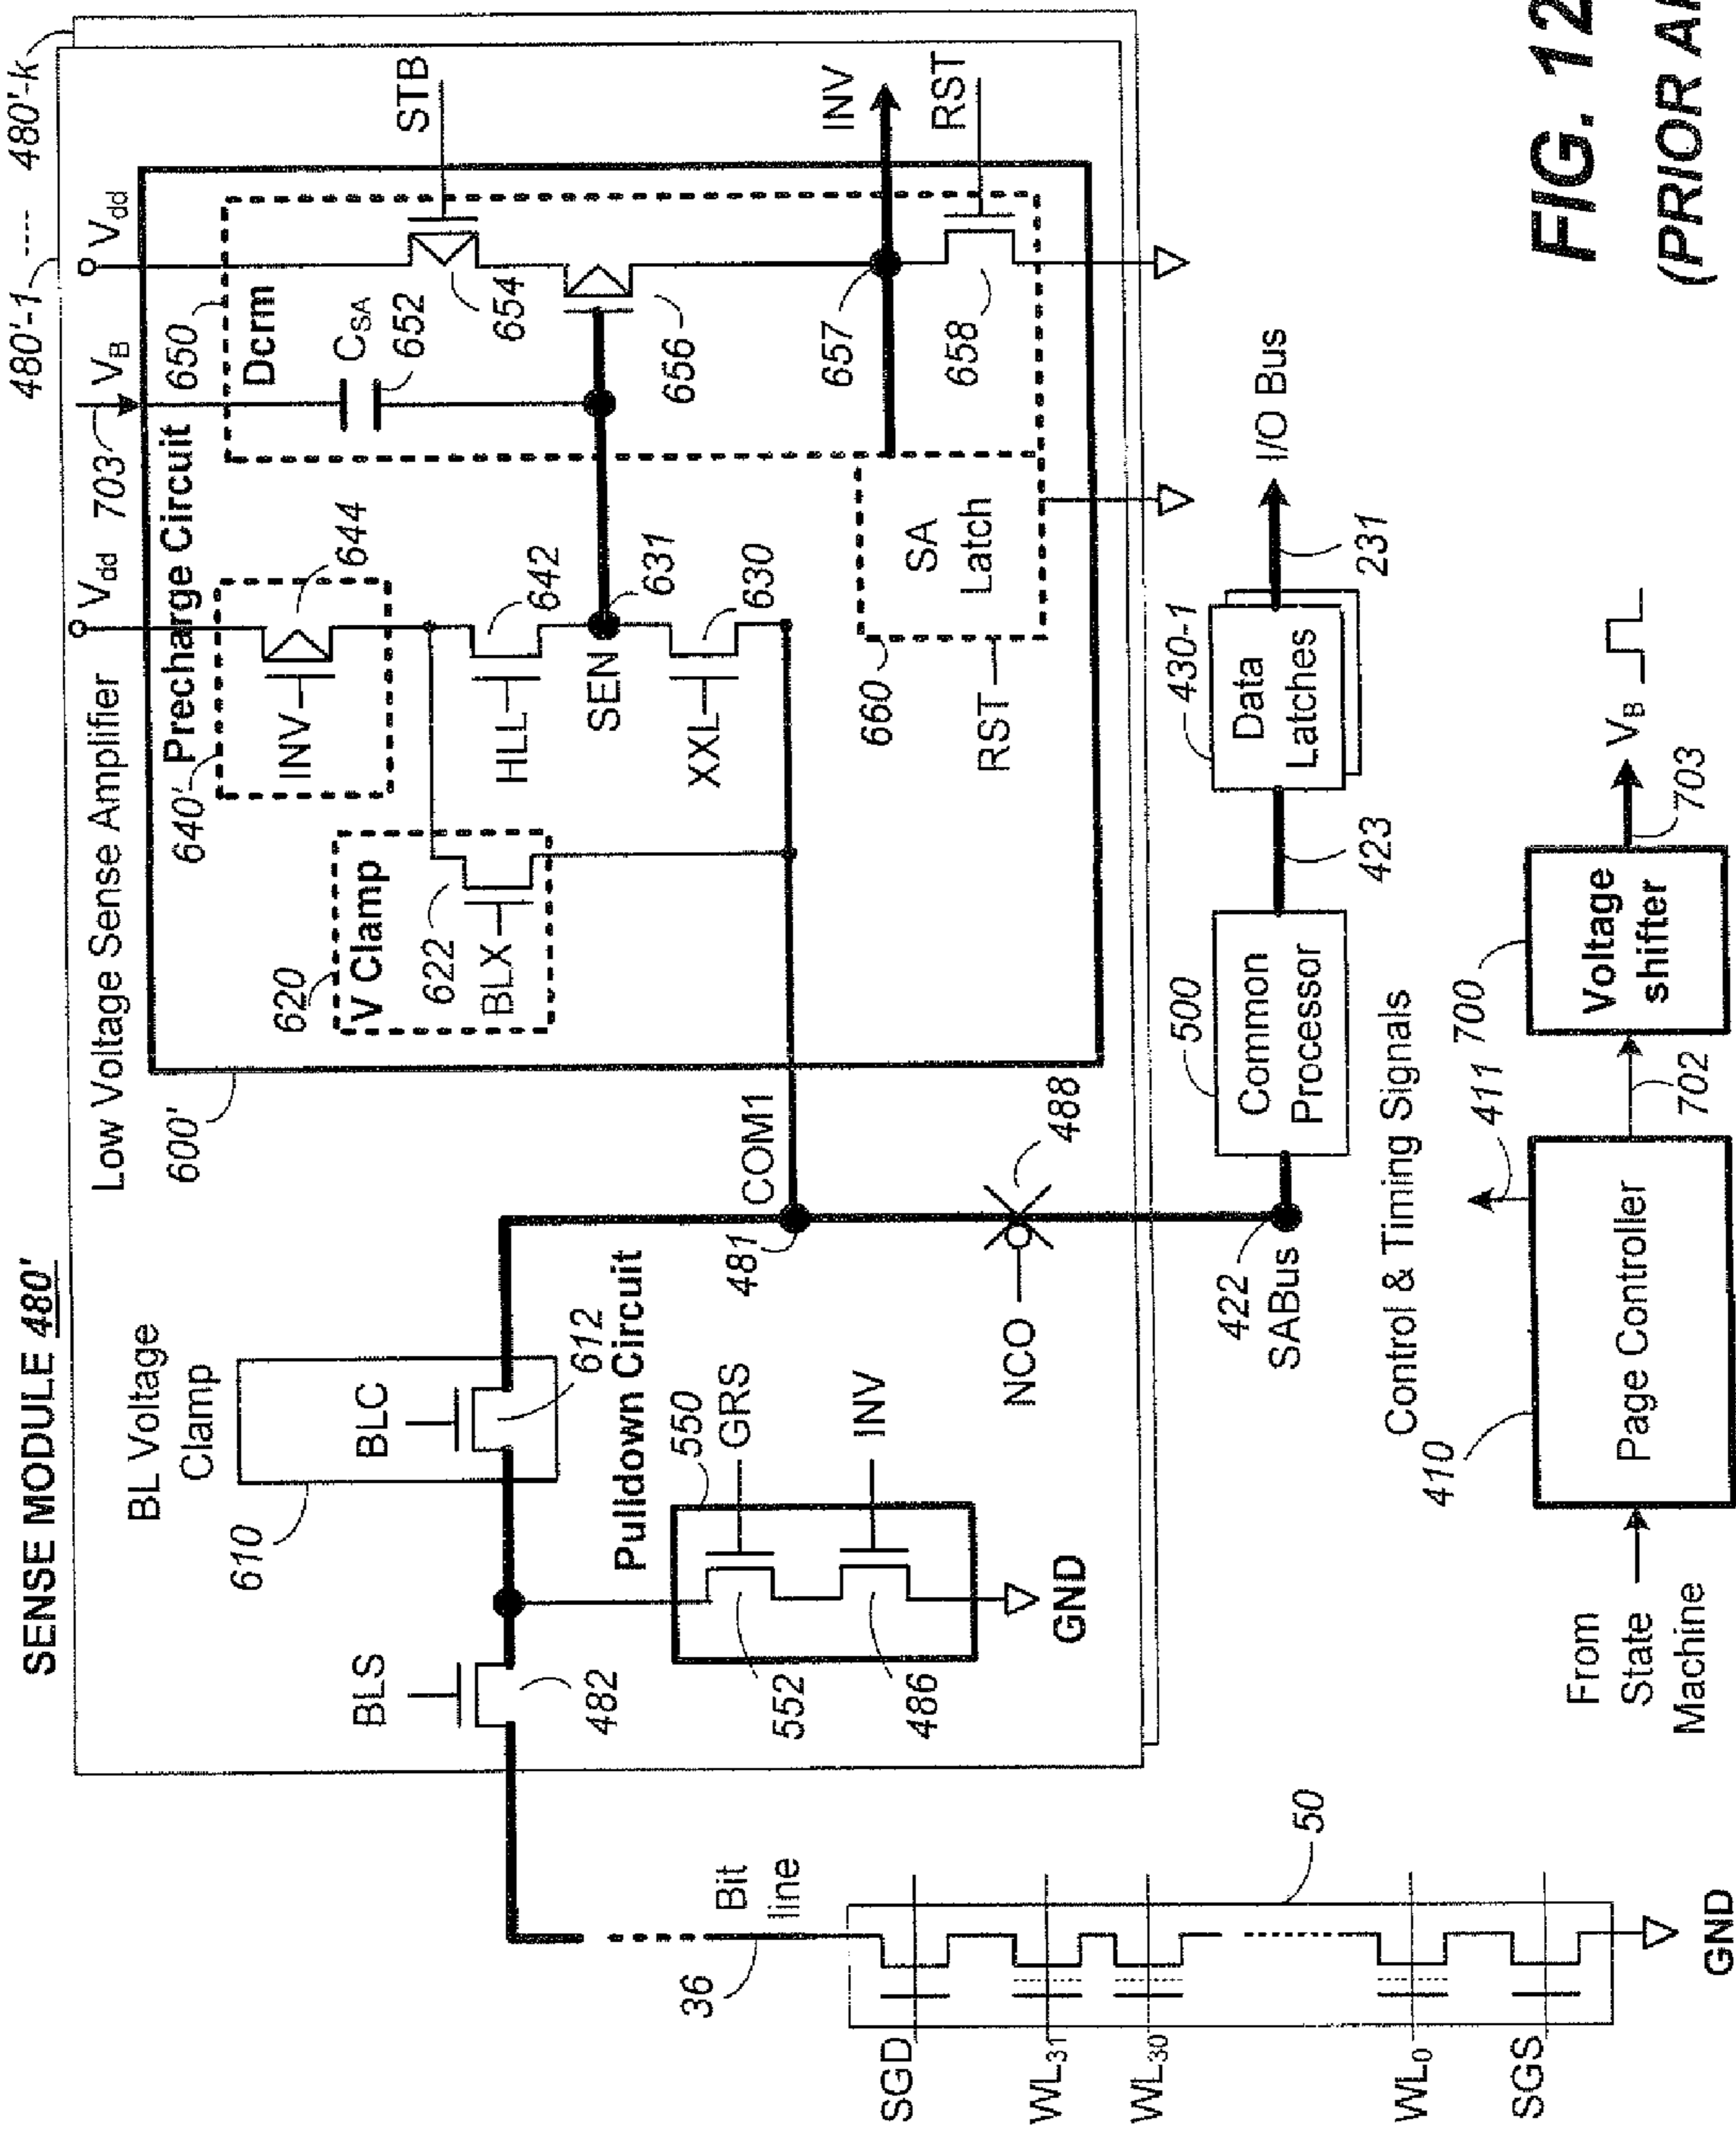 SENSE MODULE 480'
480'-1 ---- 480'-k
Low Voltage Sense Amplifier
600'
Vdd
703
VB
Vdd
640'
Precharge Circuit
644
INV
650
Dcrm
CSA
652
654
STB
620
V Clamp
622
BLX
HLL
642
SEN
631
XXL
630
656
657
INV
658
RST
660
SA
Latch
RST
BL Voltage
Clamp
610
BLC
612
BLS
482
Pulldown Circuit
550
GRS
552
INV
486
GND
COM1
481
NCO
488
422
SABus
500
Common
Processor
423
430-1
Data
Latches
231
I/O Bus
Bit
line
36
50
SGD
WL31
WL30
WL0
SGS
GND
Control & Timing Signals
411
410
Page Controller
From
State
Machine
702
700
Voltage
shifter
703
VB
FIG. 12
(PRIOR